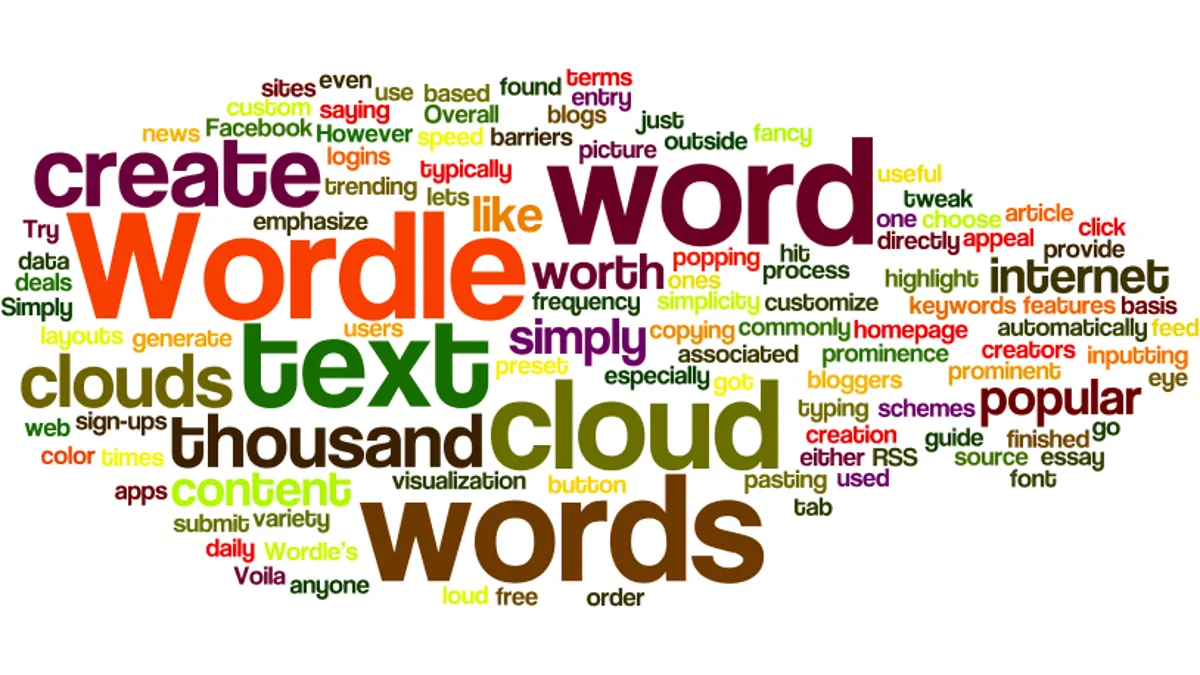 sites even use based found terms
custom saying Overall blogs entry
news Facebook However speed barriers just
create logins typically picture outside fancy
trending lets word useful
Try emphasize like tweak
Wordle one choose article click
data worth popping hit directly appeal provide
deals ones process highlight internet
Simply frequency simplicity customize keywords features basis
layouts generate users simply copying commonly homepage automatically feed
text associated prominence creators inputting
clouds preset especially got bloggers prominent eye
cloud typing schemes popular
web sign-ups thousand creation guide finished go
color times either RSS source essay
apps content visualization button pasting used font
submit variety words tab
daily Wordle's
Voila anyone
loud free order